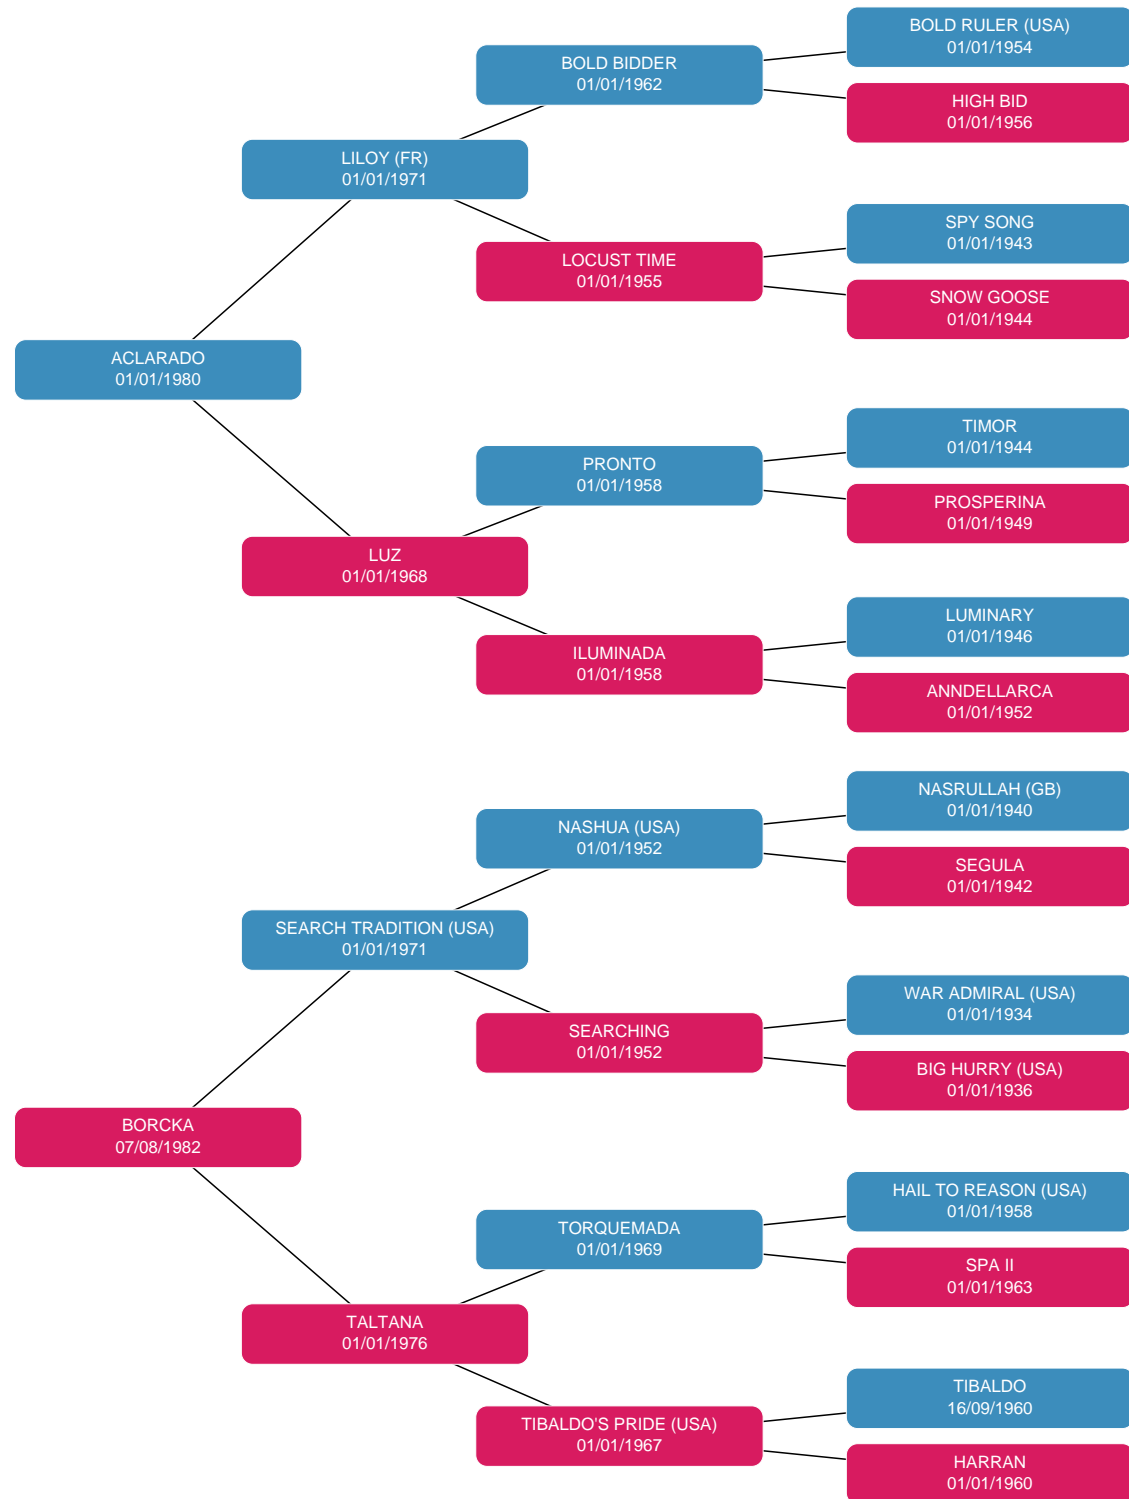 BOLD RULER (USA)
01/01/1954
BOLD BIDDER
01/01/1962
HIGH BID
01/01/1956
LILOY (FR)
01/01/1971
SPY SONG
01/01/1943
LOCUST TIME
01/01/1955
SNOW GOOSE
01/01/1944
ACLARADO
01/01/1980
TIMOR
01/01/1944
PRONTO
01/01/1958
PROSPERINA
01/01/1949
LUZ
01/01/1968
LUMINARY
01/01/1946
ILUMINADA
01/01/1958
ANNDELLARCA
01/01/1952
NASRULLAH (GB)
01/01/1940
NASHUA (USA)
01/01/1952
SEGULA
01/01/1942
SEARCH TRADITION (USA)
01/01/1971
WAR ADMIRAL (USA)
01/01/1934
SEARCHING
01/01/1952
BIG HURRY (USA)
01/01/1936
BORCKA
07/08/1982
HAIL TO REASON (USA)
01/01/1958
TORQUEMADA
01/01/1969
SPA II
01/01/1963
TALTANA
01/01/1976
TIBALDO
16/09/1960
TIBALDO'S PRIDE (USA)
01/01/1967
HARRAN
01/01/1960